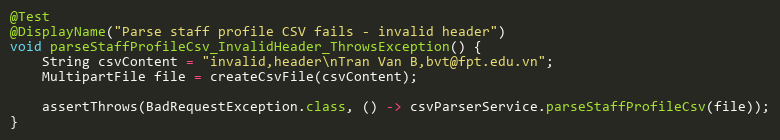 @Test
@DisplayName("Parse staff profile CSV fails - invalid header")
void parseStaffProfileCsv_InvalidHeader_ThrowsException() {
    String csvContent = "invalid,header\nTran Van B,bvt@fpt.edu.vn";
    MultipartFile file = createCsvFile(csvContent);

    assertThrows(BadRequestException.class, () -> csvParserService.parseStaffProfileCsv(file));
}